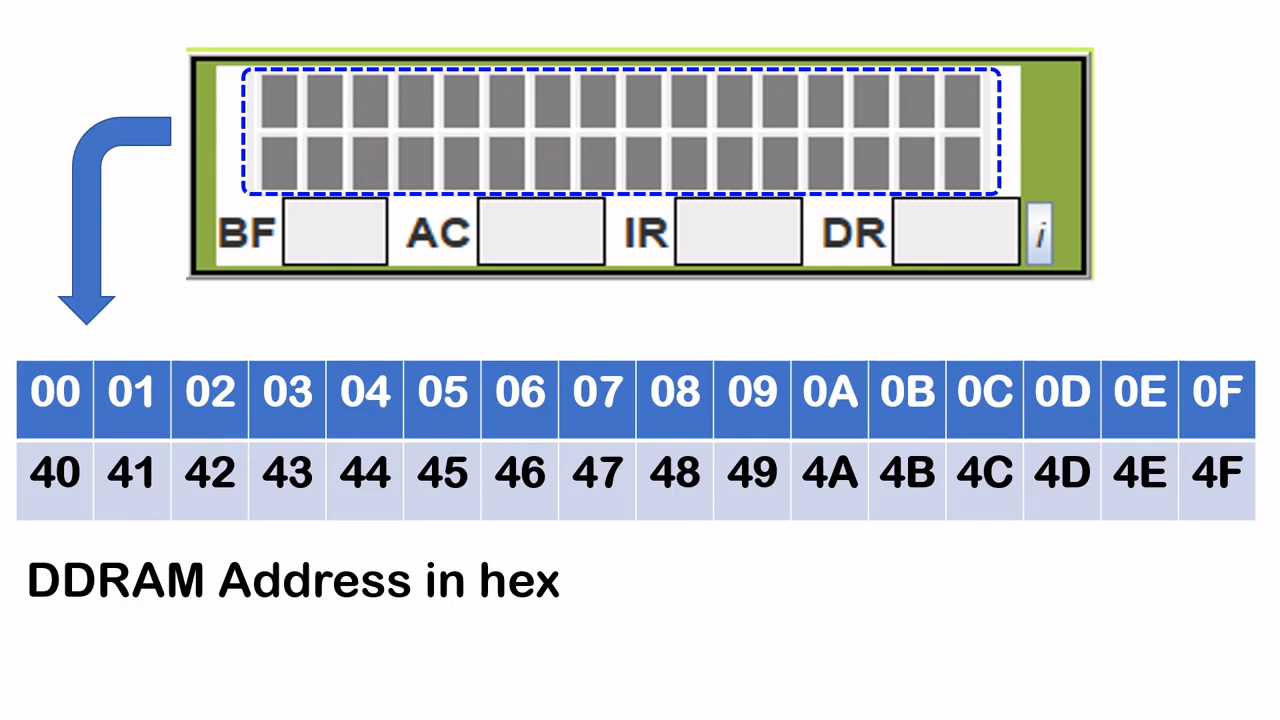 BF AC IR DR i
00 01 02 03 04 05 06 07 08 09 0A 0B 0C 0D 0E 0F
40 41 42 43 44 45 46 47 48 49 4A 4B 4C 4D 4E 4F
DDRAM Address in hex